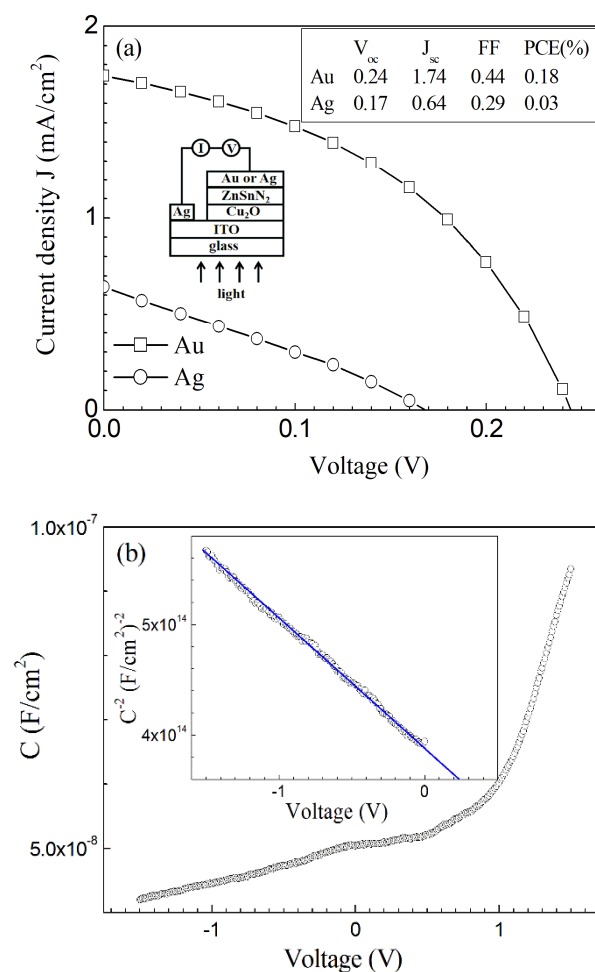 (a)
V_oc J_sc FF PCE(%)
Au 0.24 1.74 0.44 0.18
Ag 0.17 0.64 0.29 0.03
2
1
0
Current density J (mA/cm²)
I V
Au or Ag
ZnSnN₂
Ag
Cu₂O
ITO
glass
light
Au
Ag
0.0 0.1 0.2
Voltage (V)
(b)
1.0x10⁻⁷
5.0x10⁻⁸
C (F/cm²)
5x10¹⁴
4x10¹⁴
C⁻² (F/cm²)⁻²
-1 0
Voltage (V)
-1 0 1
Voltage (V)